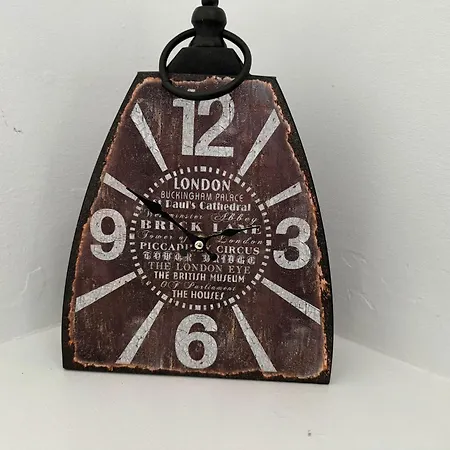 12
LONDON
BUCKINGHAM PALACE
St Paul's Cathedral
Westminster Abbey
BRICK LANE
Tower of London
9
3
PICCADILLY CIRCUS
TOWER BRIDGE
THE LONDON EYE
THE BRITISH MUSEUM
Of Parliament
THE HOUSES
6